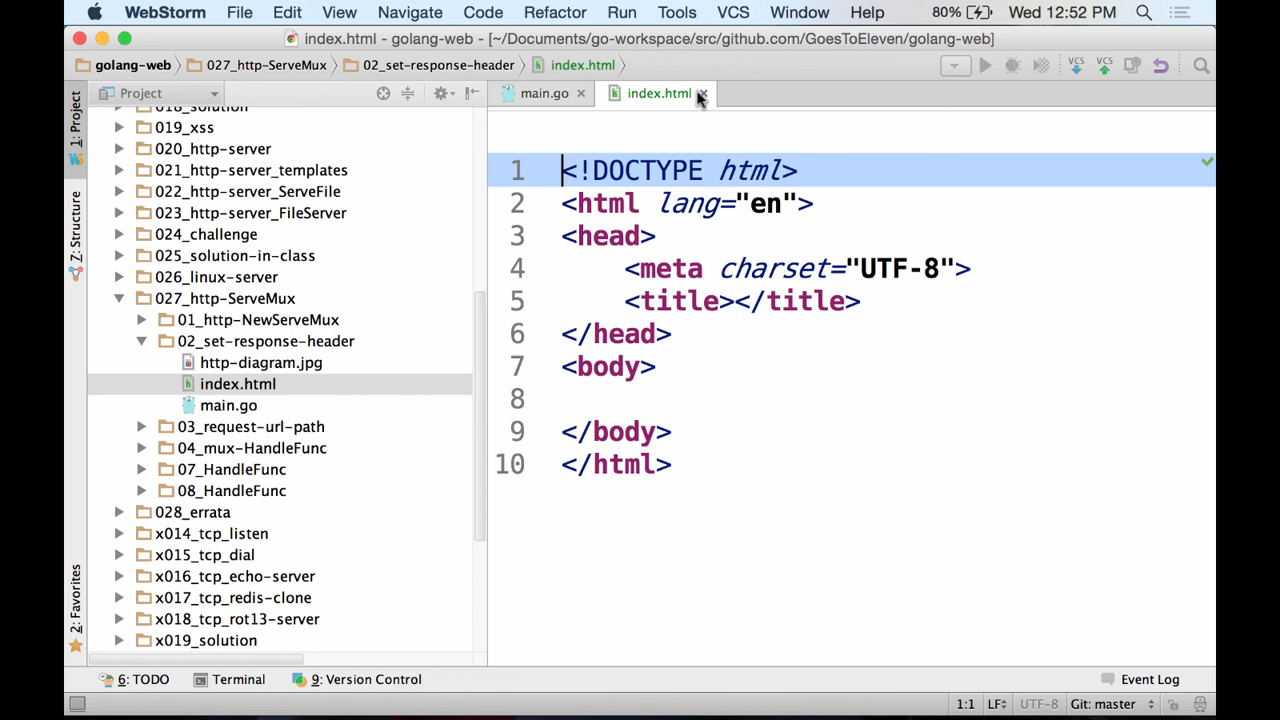 WebStorm File Edit View Navigate Code Refactor Run Tools VCS Window Help 80% Wed 12:52 PM
index.html - golang-web - [~/Documents/go-workspace/src/github.com/GoesToEleven/golang-web]
golang-web 027_http-ServeMux 02_set-response-header index.html VCS VCS
1: Project
Z: Structure
2: Favorites
Project
018_solution
019_xss
020_http-server
021_http-server_templates
022_http-server_ServeFile
023_http-server_FileServer
024_challenge
025_solution-in-class
026_linux-server
027_http-ServeMux
01_http-NewServeMux
02_set-response-header
http-diagram.jpg
index.html
main.go
03_request-url-path
04_mux-HandleFunc
07_HandleFunc
08_HandleFunc
028_errata
x014_tcp_listen
x015_tcp_dial
x016_tcp_echo-server
x017_tcp_redis-clone
x018_tcp_rot13-server
x019_solution
main.go index.html
1 <!DOCTYPE html>
2 <html lang="en">
3 <head>
4 <meta charset="UTF-8">
5 <title></title>
6 </head>
7 <body>
8
9 </body>
10 </html>
6: TODO Terminal 9: Version Control Event Log
1:1 LF UTF-8 Git: master